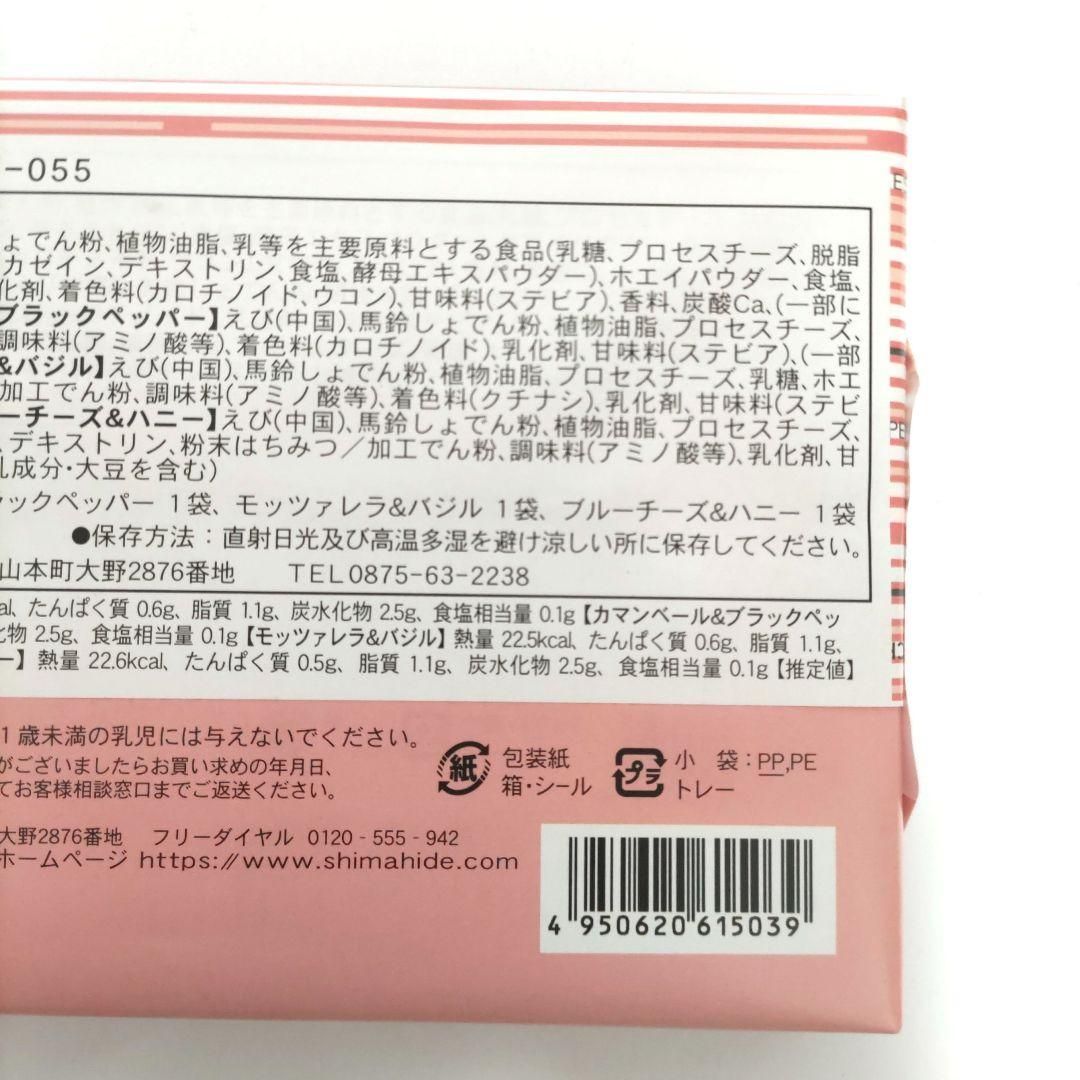 -055
ょでん粉、植物油脂、乳等を主要原料とする食品(乳糖、プロセスチーズ、脱脂
カゼイン、デキストリン、食塩、酵母エキスパウダー)、ホエイパウダー、食塩、
化剤、着色料(カロチノイド、ウコン)、甘味料(ステビア)、香料、炭酸Ca、(一部に
ブラックペッパー】えび(中国)、馬鈴しょでん粉、植物油脂、プロセスチーズ、
調味料(アミノ酸等)、着色料(カロチノイド)、乳化剤、甘味料(ステビア)、(一部
&バジル】えび(中国)、馬鈴しょでん粉、植物油脂、プロセスチーズ、乳糖、ホエ
加工でん粉、調味料(アミノ酸等)、着色料(クチナシ)、乳化剤、甘味料(ステビ
ーチーズ&ハニー】えび(中国)、馬鈴しょでん粉、植物油脂、プロセスチーズ、
、デキストリン、粉末はちみつ/加工でん粉、調味料(アミノ酸等)、乳化剤、甘
乳成分・大豆を含む)
ラックペッパー 1袋、モッツァレラ&バジル 1袋、ブルーチーズ&ハニー 1袋
●保存方法：直射日光及び高温多湿を避け涼しい所に保存してください。
山本町大野2876番地 TEL0875-63-2238
al、たんぱく質 0.6g、脂質 1.1g、炭水化物 2.5g、食塩相当量 0.1g【カマンベール&ブラックペッ
化物 2.5g、食塩相当量 0.1g【モッツァレラ&バジル】熱量 22.5kcal、たんぱく質 0.6g、脂質 1.1g、
ー】熱量 22.6kcal、たんぱく質 0.5g、脂質 1.1g、炭水化物 2.5g、食塩相当量 0.1g【推定値】
1歳未満の乳児には与えないでください。
がございましたらお買い求めの年月日、
てお客様相談窓口までご返送ください。
紙 包装紙
箱・シール
プラ 小 袋：PP,PE
トレー
大野2876番地 フリーダイヤル 0120-555-942
ホームページ https://www.shimahide.com
4 950620 615039